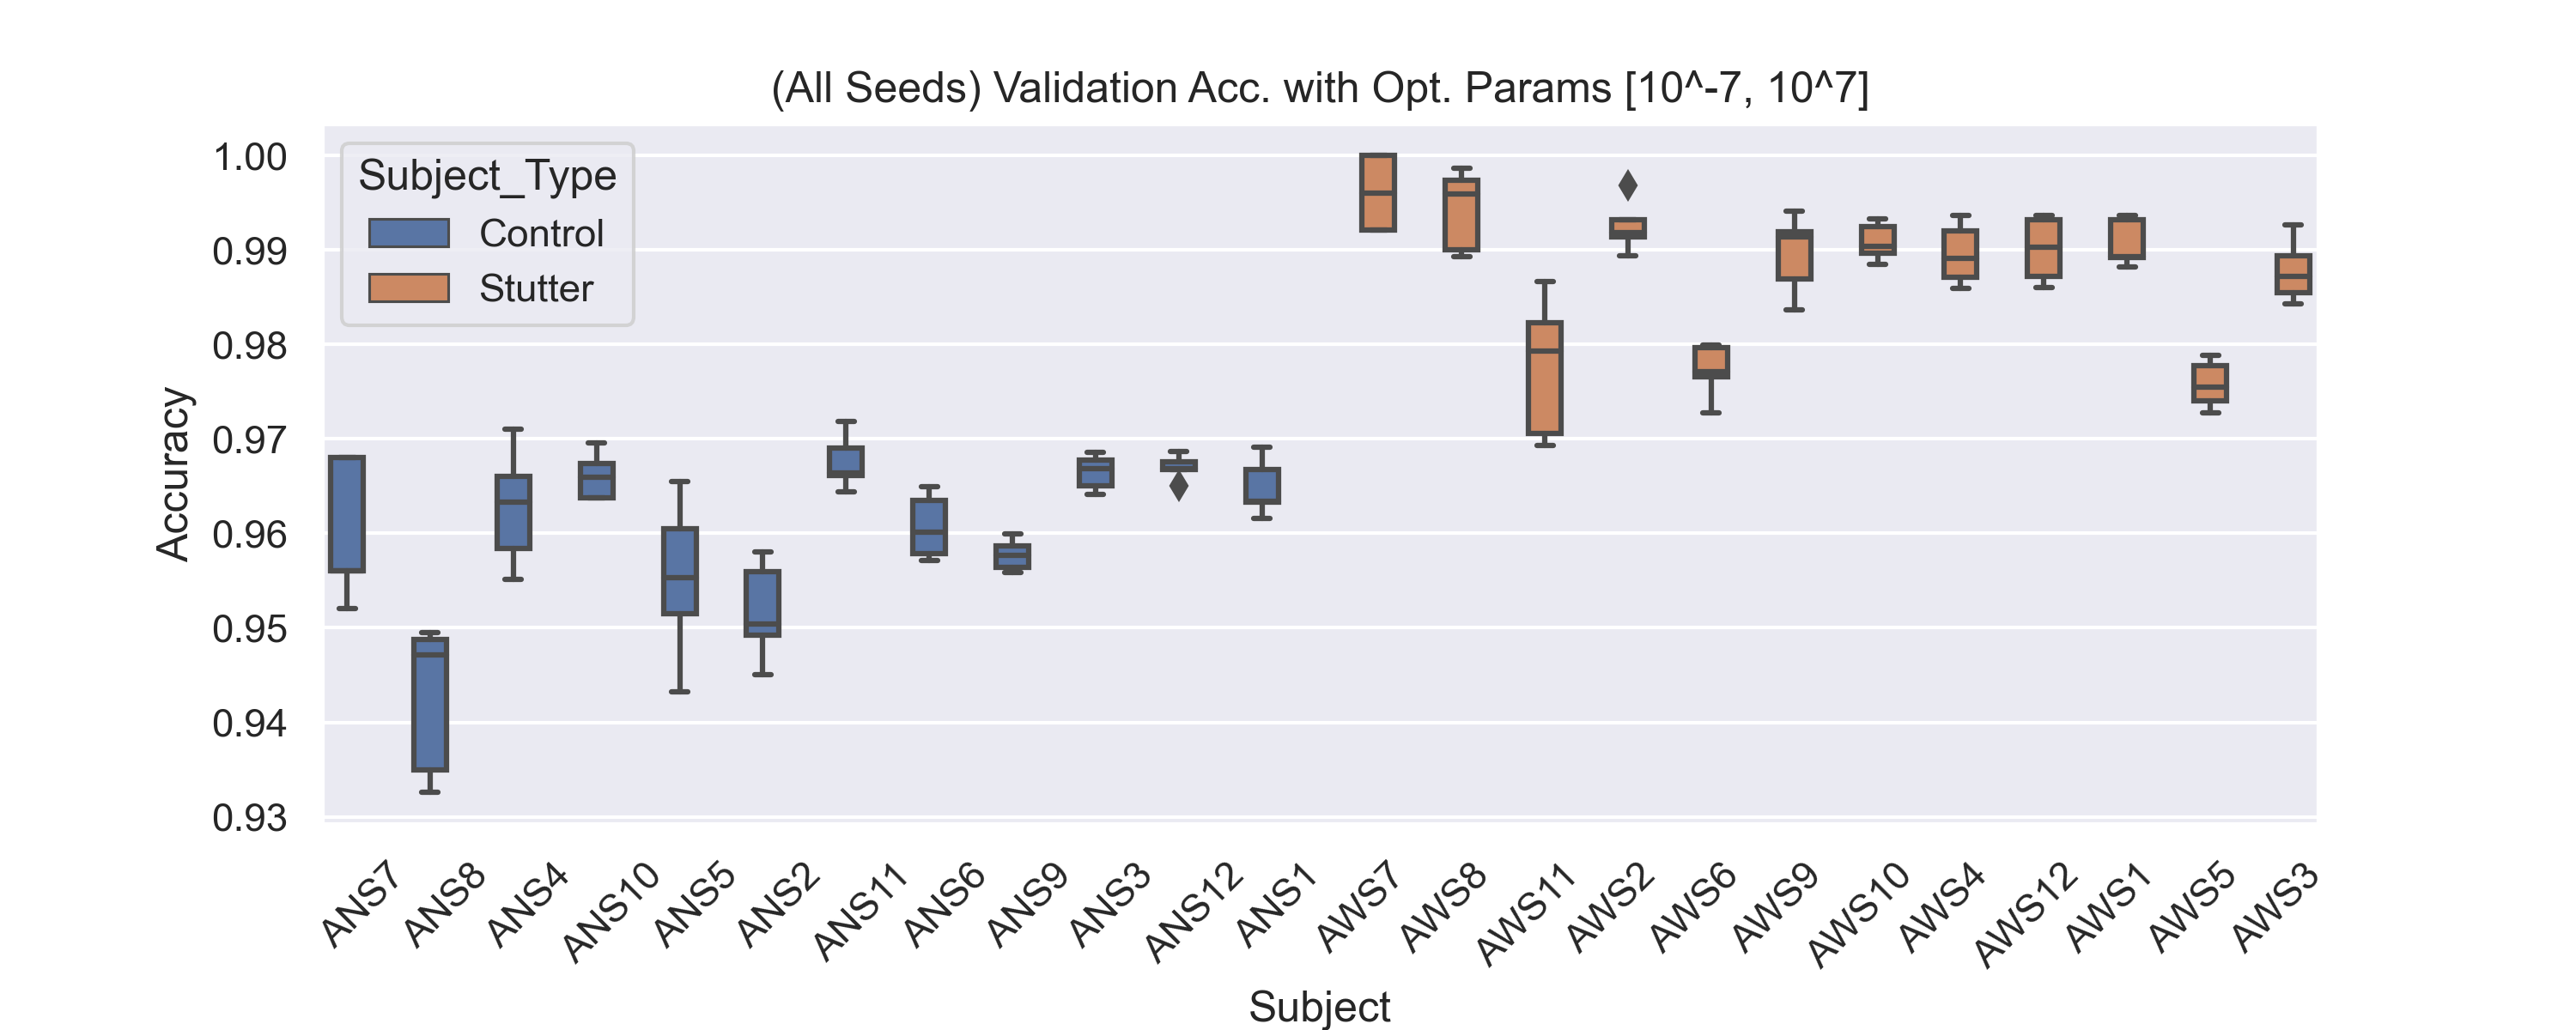 (All Seeds) Validation Acc. with Opt. Params [10^-7, 10^7]
Subject_Type
Control
Stutter
Accuracy
1.00
0.99
0.98
0.97
0.96
0.95
0.94
0.93
ANS7
ANS8
ANS4
ANS10
ANS5
ANS2
ANS11
ANS6
ANS9
ANS3
ANS12
ANS1
AWS7
AWS8
AWS11
AWS2
AWS6
AWS9
AWS10
AWS4
AWS12
AWS1
AWS5
AWS3
Subject